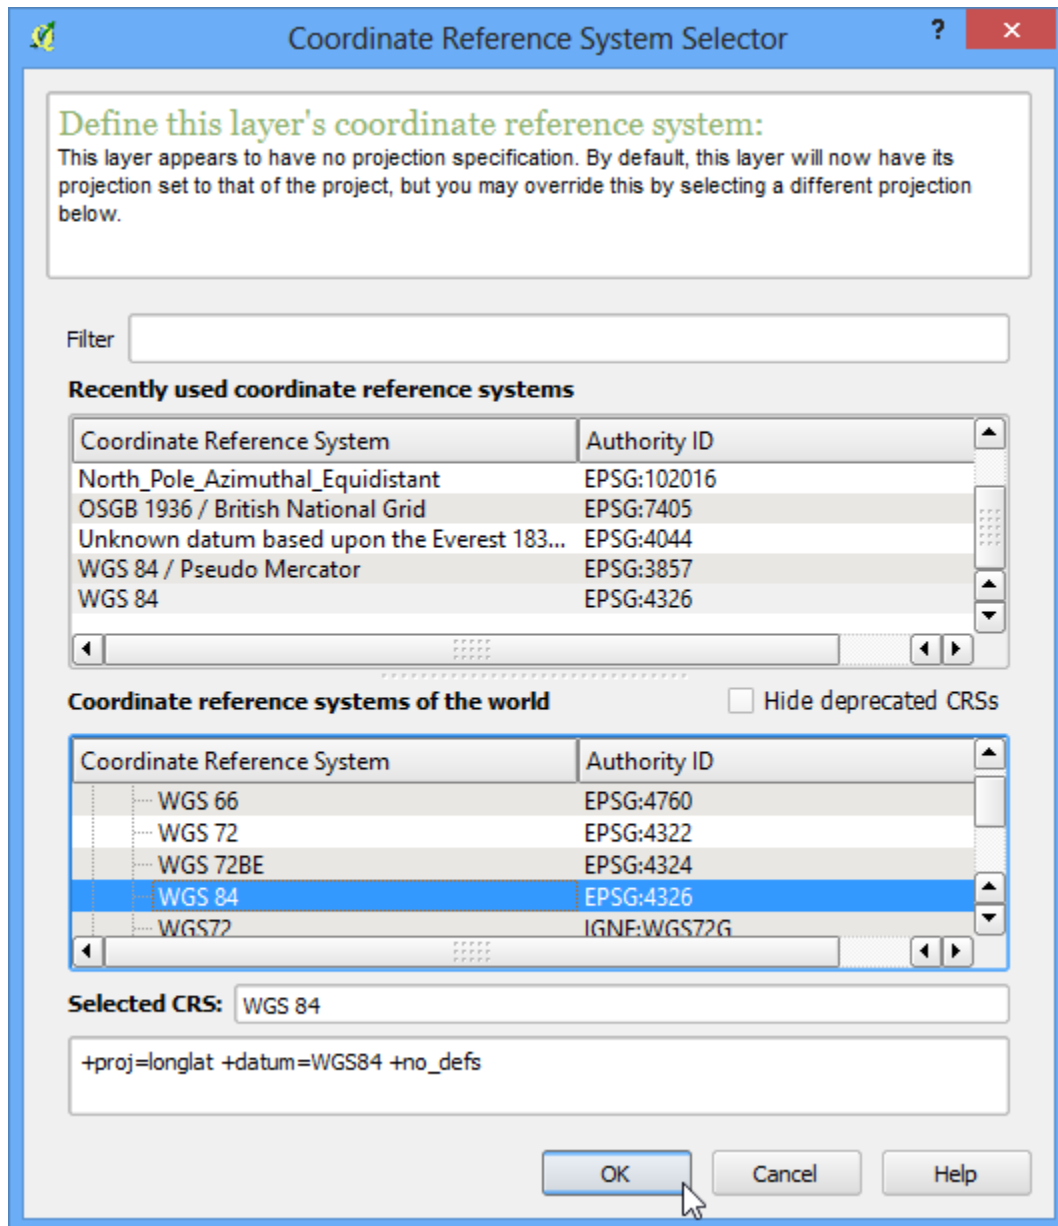 Coordinate Reference System Selector ?
Define this layer's coordinate reference system:
This layer appears to have no projection specification. By default, this layer will now have its
projection set to that of the project, but you may override this by selecting a different projection
below.
Filter
Recently used coordinate reference systems
Coordinate Reference System Authority ID
North_Pole_Azimuthal_Equidistant EPSG:102016
OSGB 1936 / British National Grid EPSG:7405
Unknown datum based upon the Everest 183... EPSG:4044
WGS 84 / Pseudo Mercator EPSG:3857
WGS 84 EPSG:4326
Coordinate reference systems of the world Hide deprecated CRSs
Coordinate Reference System Authority ID
WGS 66 EPSG:4760
WGS 72 EPSG:4322
WGS 72BE EPSG:4324
WGS 84 EPSG:4326
WGS72 IGNF:WGS72G
Selected CRS: WGS 84
+proj=longlat +datum=WGS84 +no_defs
OK Cancel Help